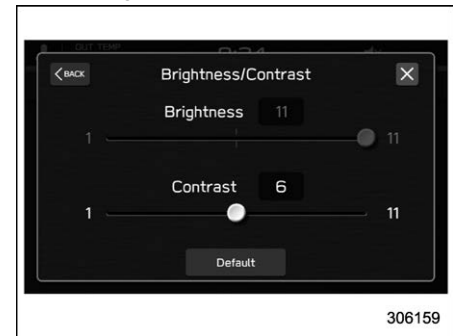 OUT TEMP
BACK
Brightness/Contrast
Brightness 11
1 11
Contrast 6
1 11
Default
306159